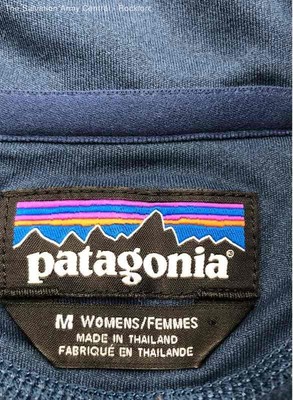 The Salvation Army Central - Rockford
patagonia®
M WOMENS/FEMMES
MADE IN THAILAND
FABRIQUÉ EN THAILANDE